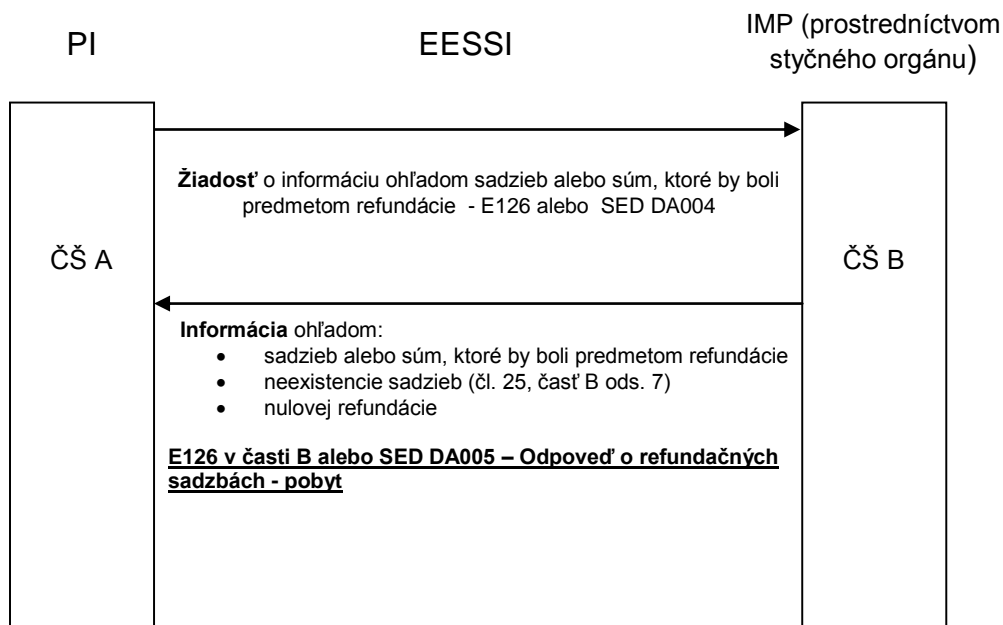 PI
EESSI
IMP (prostredníctvom
styčného orgánu)
Žiadosť o informáciu ohľadom sadzieb alebo súm, ktoré by boli
predmetom refundácie - E126 alebo SED DA004
ČŠ A
ČŠ B
Informácia ohľadom:
• sadzieb alebo súm, ktoré by boli predmetom refundácie
• neexistencie sadzieb (čl. 25, časť B ods. 7)
• nulovej refundácie
E126 v časti B alebo SED DA005 – Odpoveď o refundačných
sadzbách - pobyt